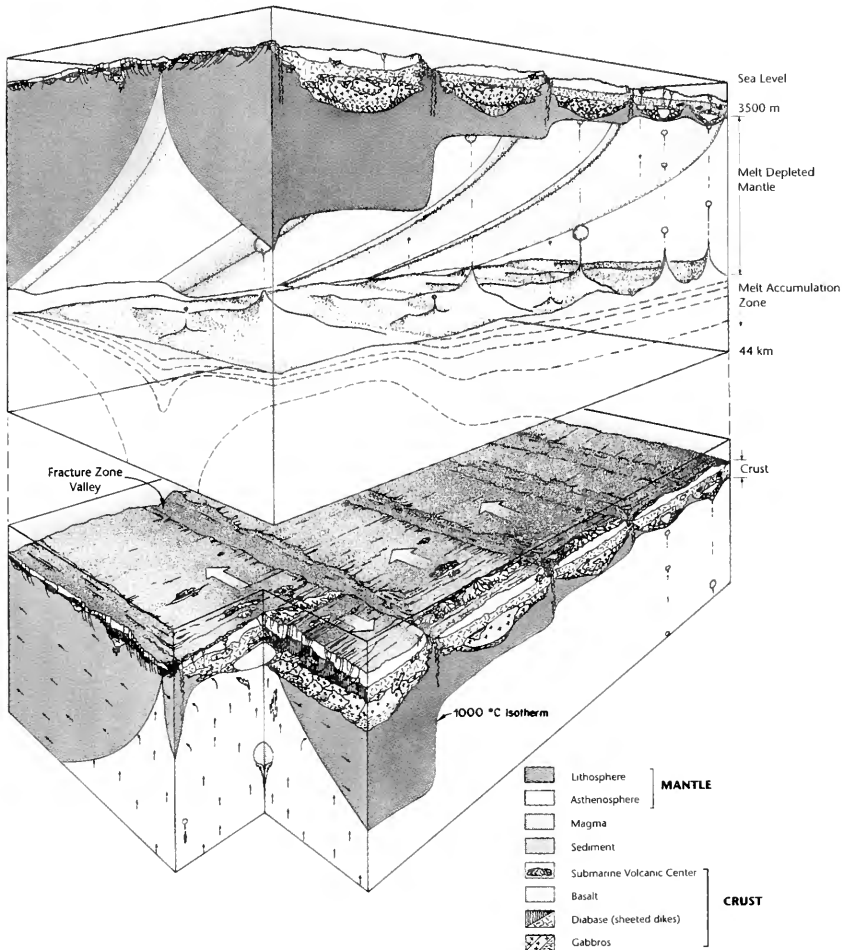 Sea Level
3500 m
Melt Depleted
Mantle
Melt Accumulation
Zone
44 km
Fracture Zone
Valley
Crust
1000 °C Isotherm
Lithosphere
MANTLE
Asthenosphere
Magma
Sediment
Submarine Volcanic Center
Basalt
CRUST
Diabase (sheeted dikes)
Gabbros